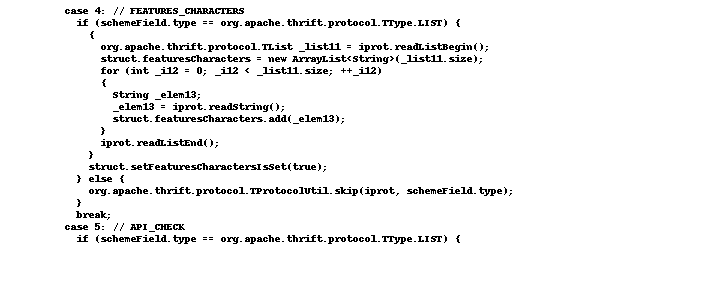 case 4: // FEATURES_CHARACTERS
if (schemeField.type == org.apache.thrift.protocol.TType.LIST) {
{
org.apache.thrift.protocol.TList _list11 = iprot.readListBegin();
struct.featuresCharacters = new ArrayList<String>(_list11.size);
for (int _i12 = 0; _i12 < _list11.size; ++_i12)
{
String _elem13;
_elem13 = iprot.readString();
struct.featuresCharacters.add(_elem13);
}
iprot.readListEnd();
}
struct.setFeaturesCharactersIsSet(true);
} else {
org.apache.thrift.protocol.TProtocolUtil.skip(iprot, schemeField.type);
}
break;
case 5: // API_CHECK
if (schemeField.type == org.apache.thrift.protocol.TType.LIST) {